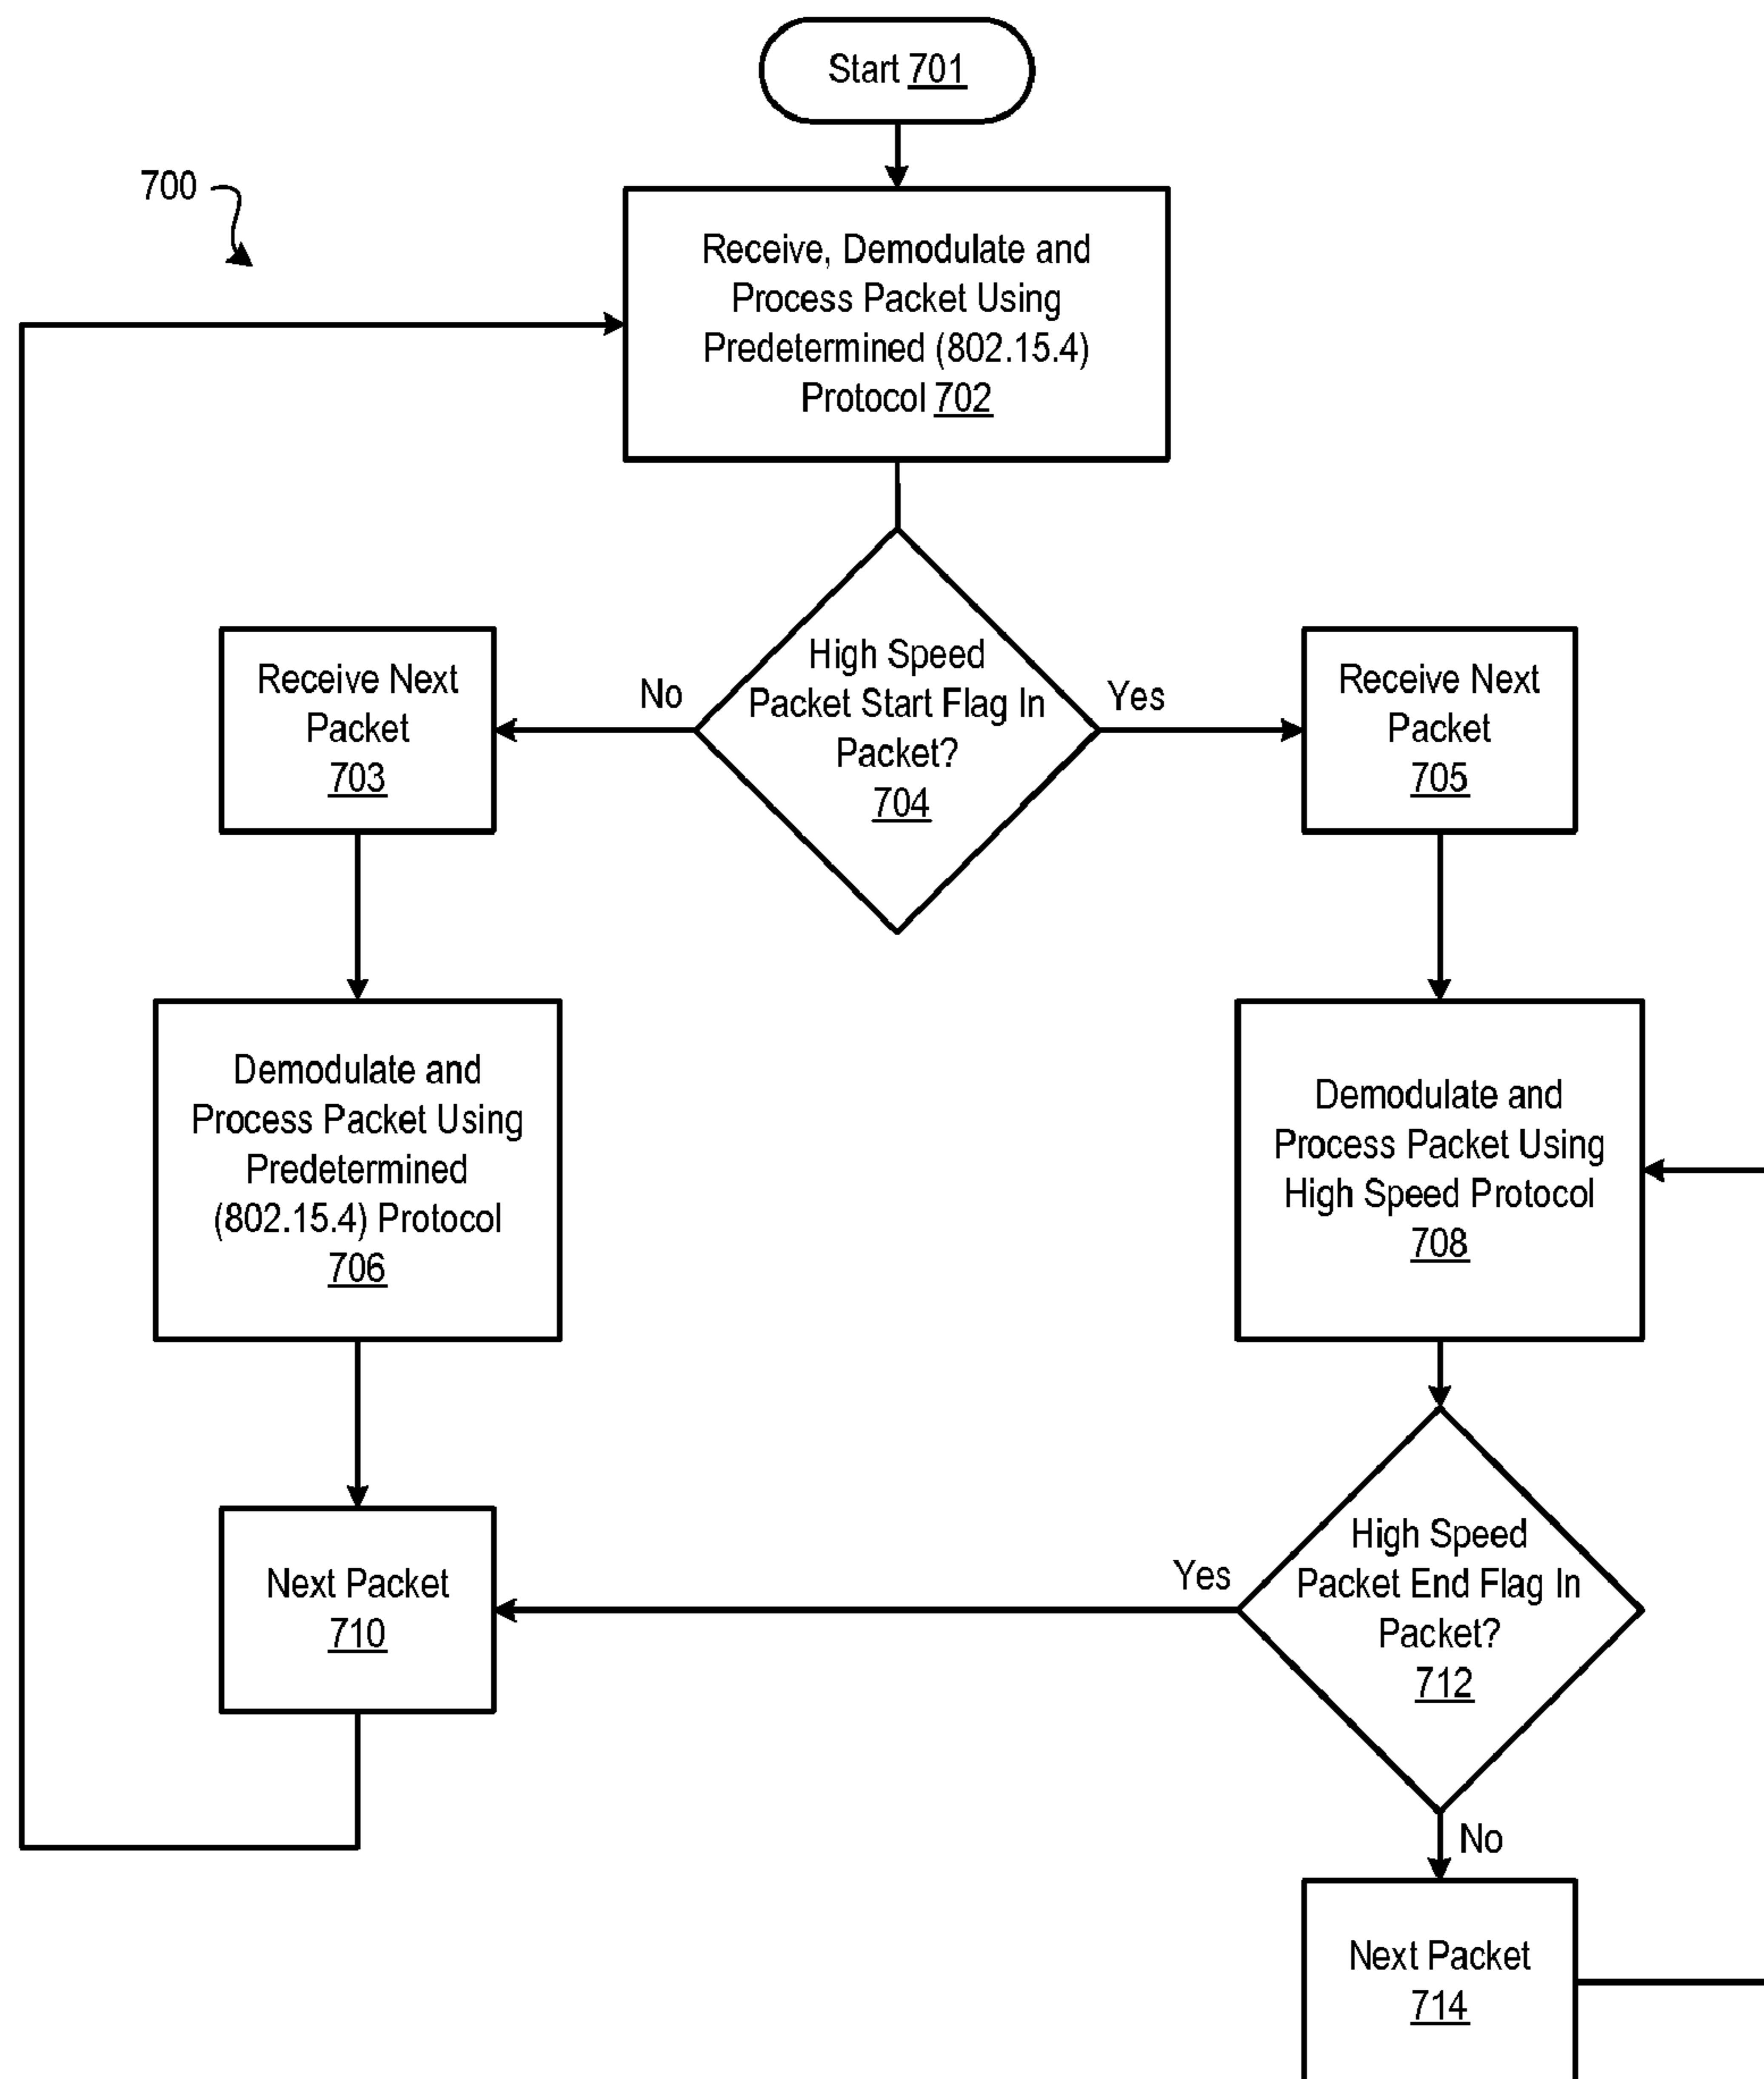 Start 701
700
Receive, Demodulate and
Process Packet Using
Predetermined (802.15.4)
Protocol 702
High Speed
Packet Start Flag In
Packet?
704
No
Yes
Receive Next
Packet
703
Receive Next
Packet
705
Demodulate and
Process Packet Using
Predetermined
(802.15.4) Protocol
706
Demodulate and
Process Packet Using
High Speed Protocol
708
Next Packet
710
Yes
High Speed
Packet End Flag In
Packet?
712
No
Next Packet
714